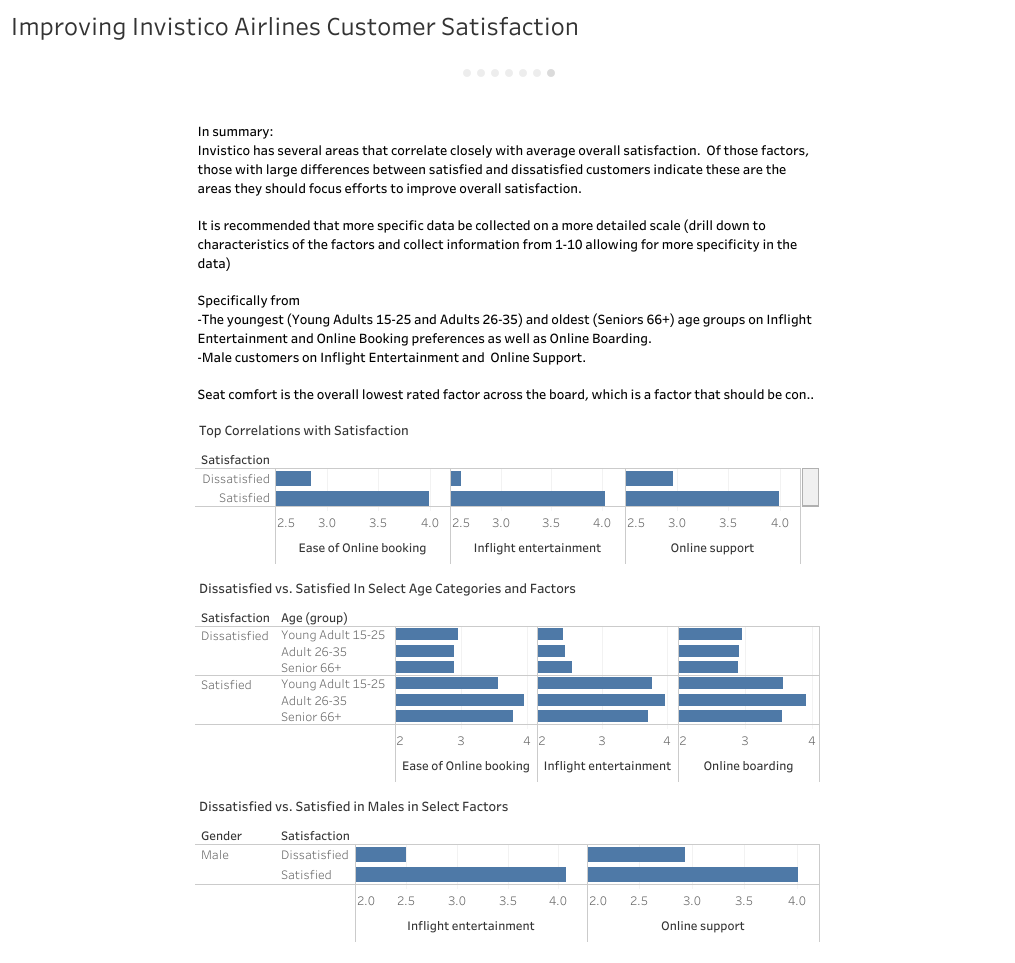 Improving Invistico Airlines Customer Satisfaction
In summary:
Invistico has several areas that correlate closely with average overall satisfaction.  Of those factors,
those with large differences between satisfied and dissatisfied customers indicate these are the
areas they should focus efforts to improve overall satisfaction.
It is recommended that more specific data be collected on a more detailed scale (drill down to
characteristics of the factors and collect information from 1-10 allowing for more specificity in the
data)
Specifically from
-The youngest (Young Adults 15-25 and Adults 26-35) and oldest (Seniors 66+) age groups on Inflight
Entertainment and Online Booking preferences as well as Online Boarding.
-Male customers on Inflight Entertainment and  Online Support.
Seat comfort is the overall lowest rated factor across the board, which is a factor that should be con..
Top Correlations with Satisfaction
Satisfaction
Dissatisfied
Satisfied
2.5 3.0 3.5 4.0 2.5 3.0 3.5 4.0 2.5 3.0 3.5 4.0
Ease of Online booking Inflight entertainment Online support
Dissatisfied vs. Satisfied In Select Age Categories and Factors
Satisfaction Age (group)
Dissatisfied Young Adult 15-25
Adult 26-35
Senior 66+
Satisfied Young Adult 15-25
Adult 26-35
Senior 66+
2 3 4 2 3 4 2 3 4
Ease of Online booking Inflight entertainment Online boarding
Dissatisfied vs. Satisfied in Males in Select Factors
Gender Satisfaction
Male Dissatisfied
Satisfied
2.0 2.5 3.0 3.5 4.0 2.0 2.5 3.0 3.5 4.0
Inflight entertainment Online support